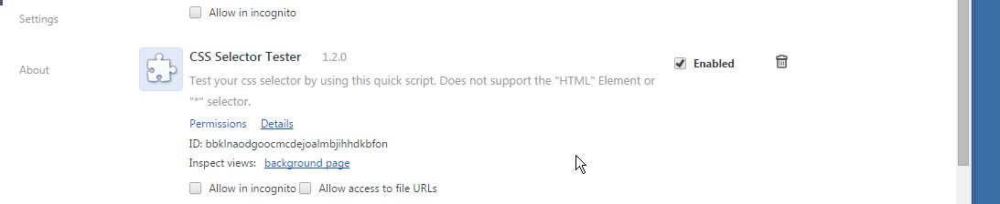 Allow in incognito
Settings
CSS Selector Tester 1.2.0
Enabled
About
Test your css selector by using this quick script. Does not support the "HTML" Element or
"*" selector.
Permissions Details
ID: bbklnaodgoocmcdejoalmbjihhdkbfon
Inspect views: background page
Allow in incognito Allow access to file URLs